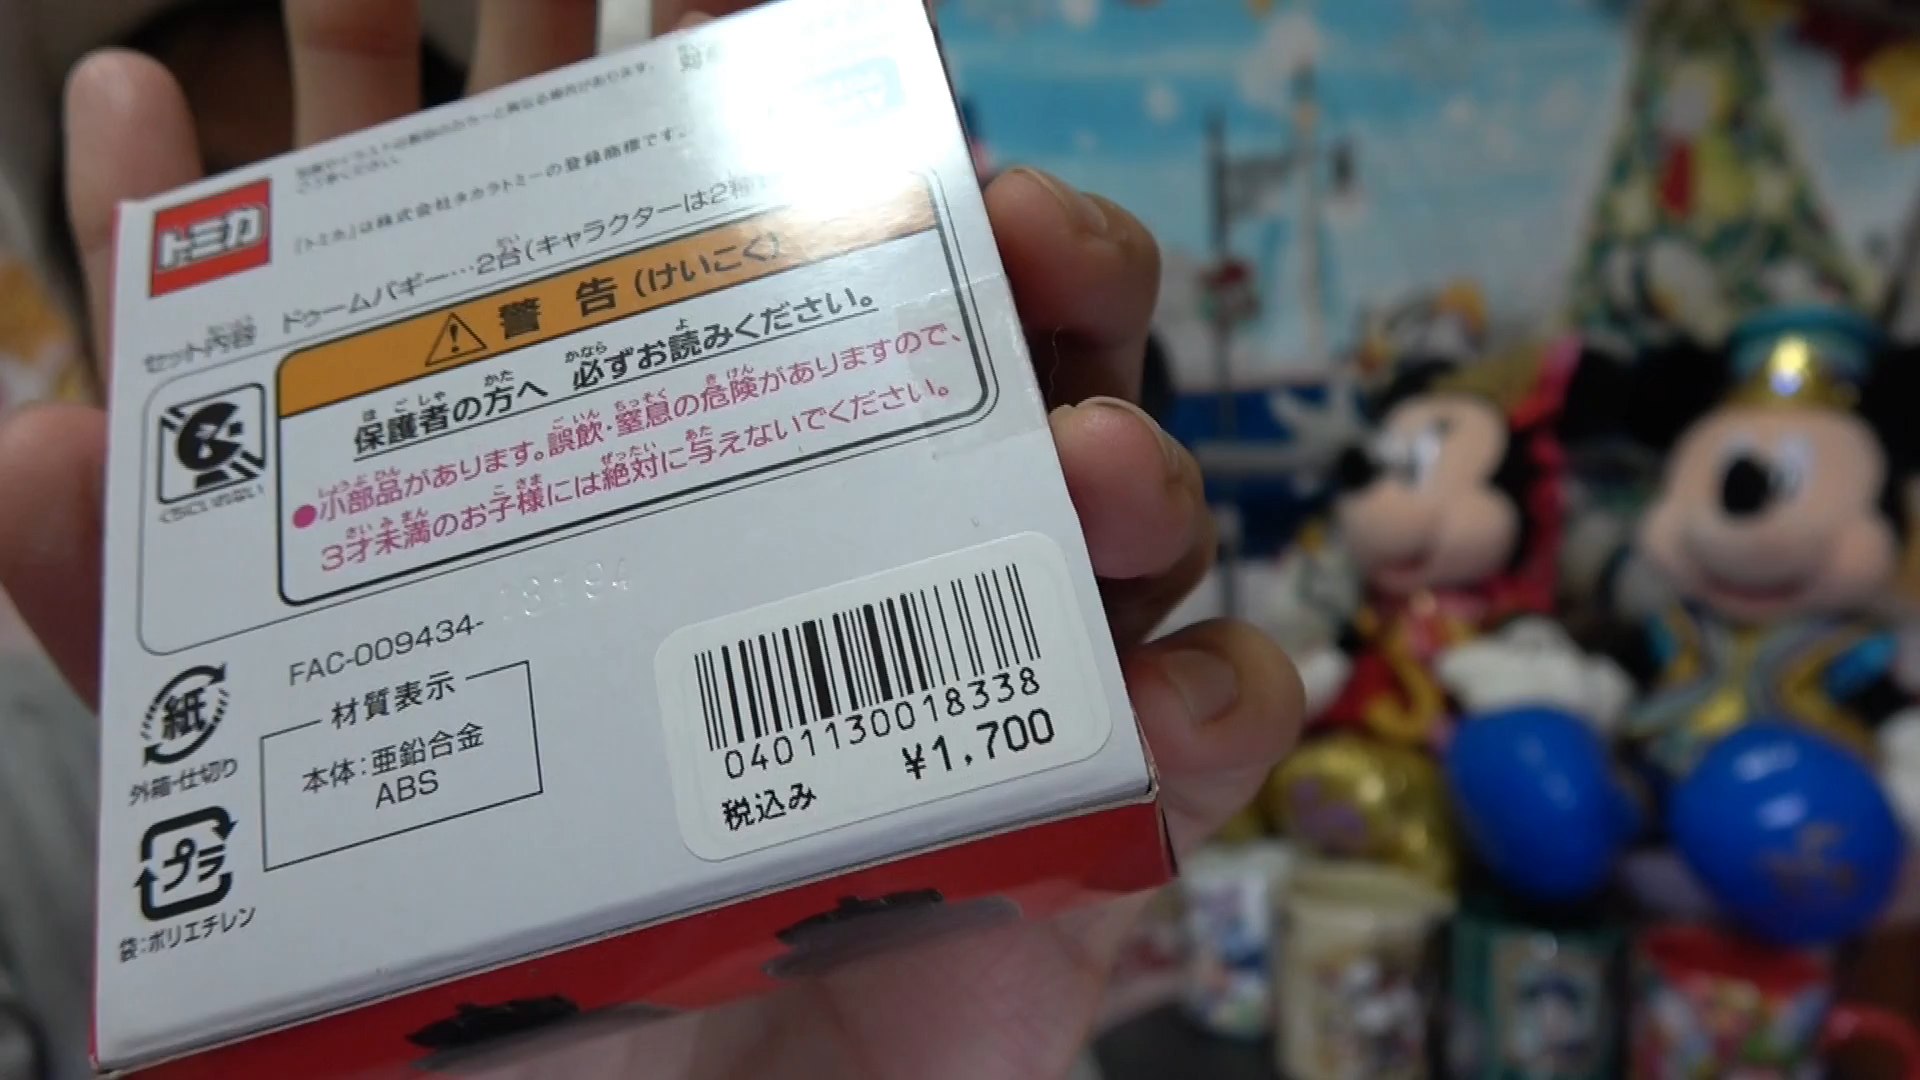 トミカ
「トミカ」は株式会社タカラトミーの登録商標です。
セット内容 ドゥームバギー…2台(キャラクターは2種
警告(けいこく)
保護者の方へ 必ずお読みください。
●小部品があります。誤飲・窒息の危険がありますので、
3才未満のお子様には絶対に与えないでください。
くちにいれない
FAC-009434-
材質表示
本体:亜鉛合金
ABS
紙
外箱・仕切り
プラ
袋:ポリエチレン
0401130018338
¥1,700
税込み